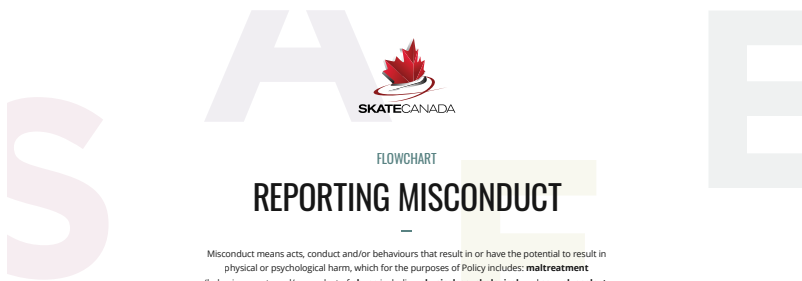 S A E E
SKATECANADA
FLOWCHART
REPORTING MISCONDUCT
Misconduct means acts, conduct and/or behaviours that result in or have the potential to result in
physical or psychological harm, which for the purposes of Policy includes: maltreatment